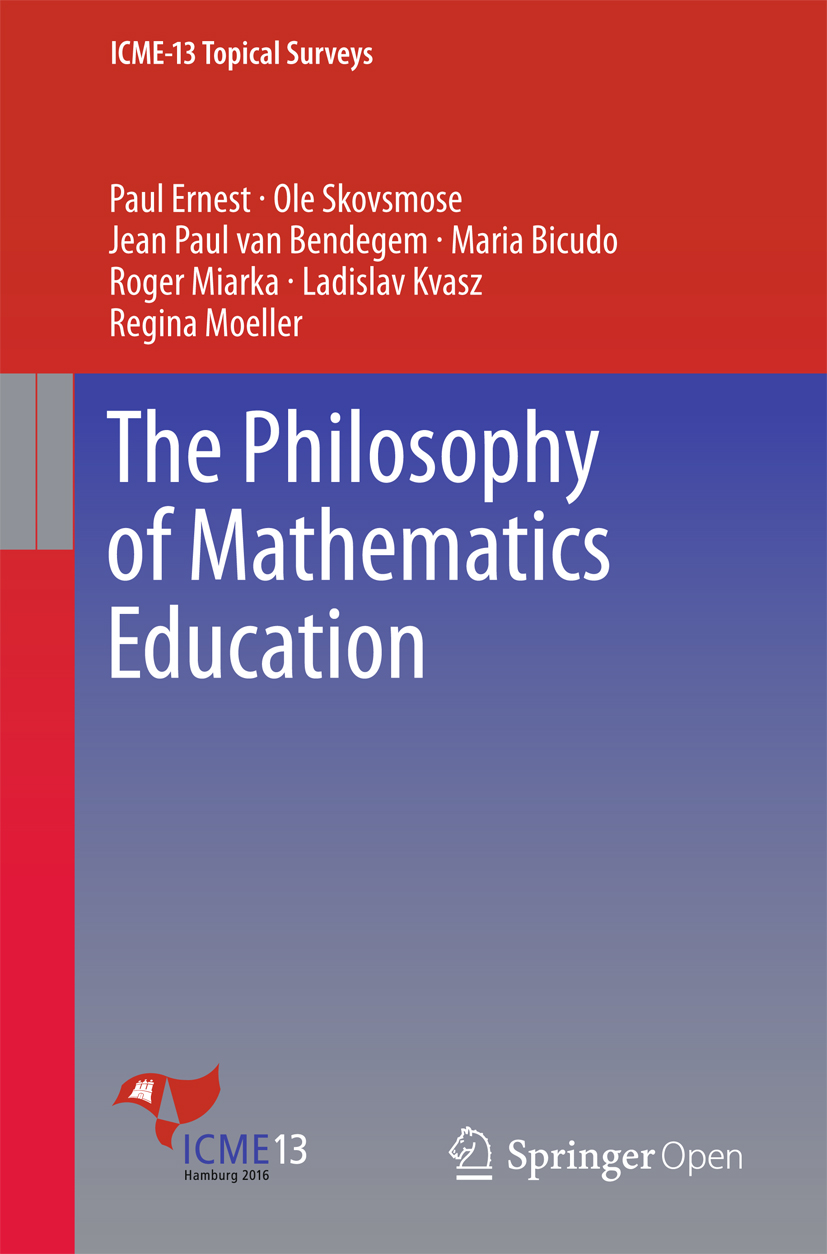 ICME-13 Topical Surveys
Paul Ernest · Ole Skovsmose
Jean Paul van Bendegem · Maria Bicudo
Roger Miarka · Ladislav Kvasz
Regina Moeller
The Philosophy
of Mathematics
Education
ICME13
Hamburg 2016
Springer Open